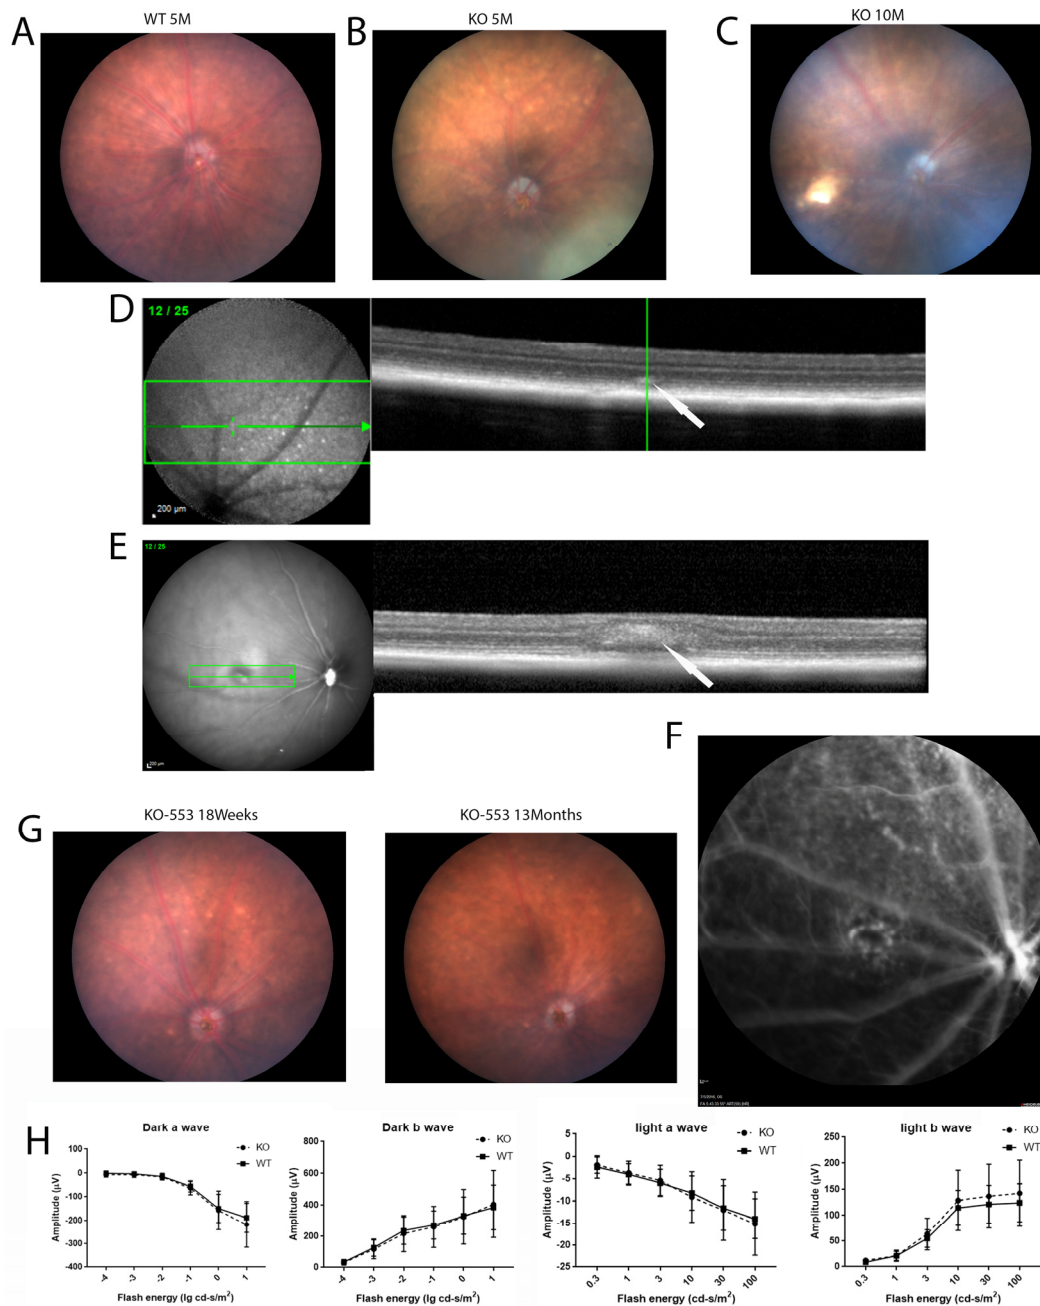 A
WT 5M
B
KO 5M
C
KO 10M
D
12 / 25
200 µm
E
12 / 25
200 µm
F
G
KO-553 18Weeks
KO-553 13Months
H
Dark a wave
KO
WT
Amplitude (µV)
100
0
-100
-200
-300
-400
-4
-3
-2
-1
0
1
Flash energy (lg cd-s/m²)
Dark b wave
KO
WT
Amplitude (µV)
800
600
400
200
0
-4
-3
-2
-1
0
1
Flash energy (lg cd-s/m²)
light a wave
KO
WT
Amplitude (µV)
5
0
-5
-10
-15
-20
-25
0.3
1
3
10
30
100
Flash energy (cd-s/m²)
light b wave
KO
WT
Amplitude (µV)
250
200
150
100
50
0
0.3
1
3
10
30
100
Flash energy (cd-s/m²)